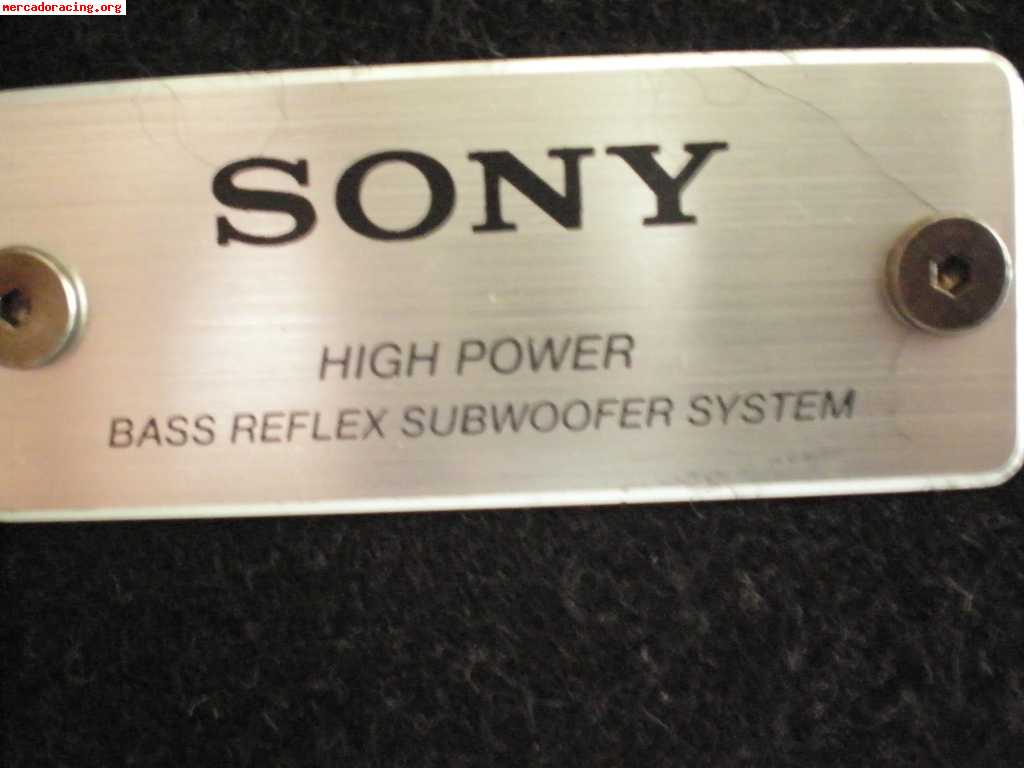 mercadoracing.org
SONY
HIGH POWER
BASS REFLEX SUBWOOFER SYSTEM